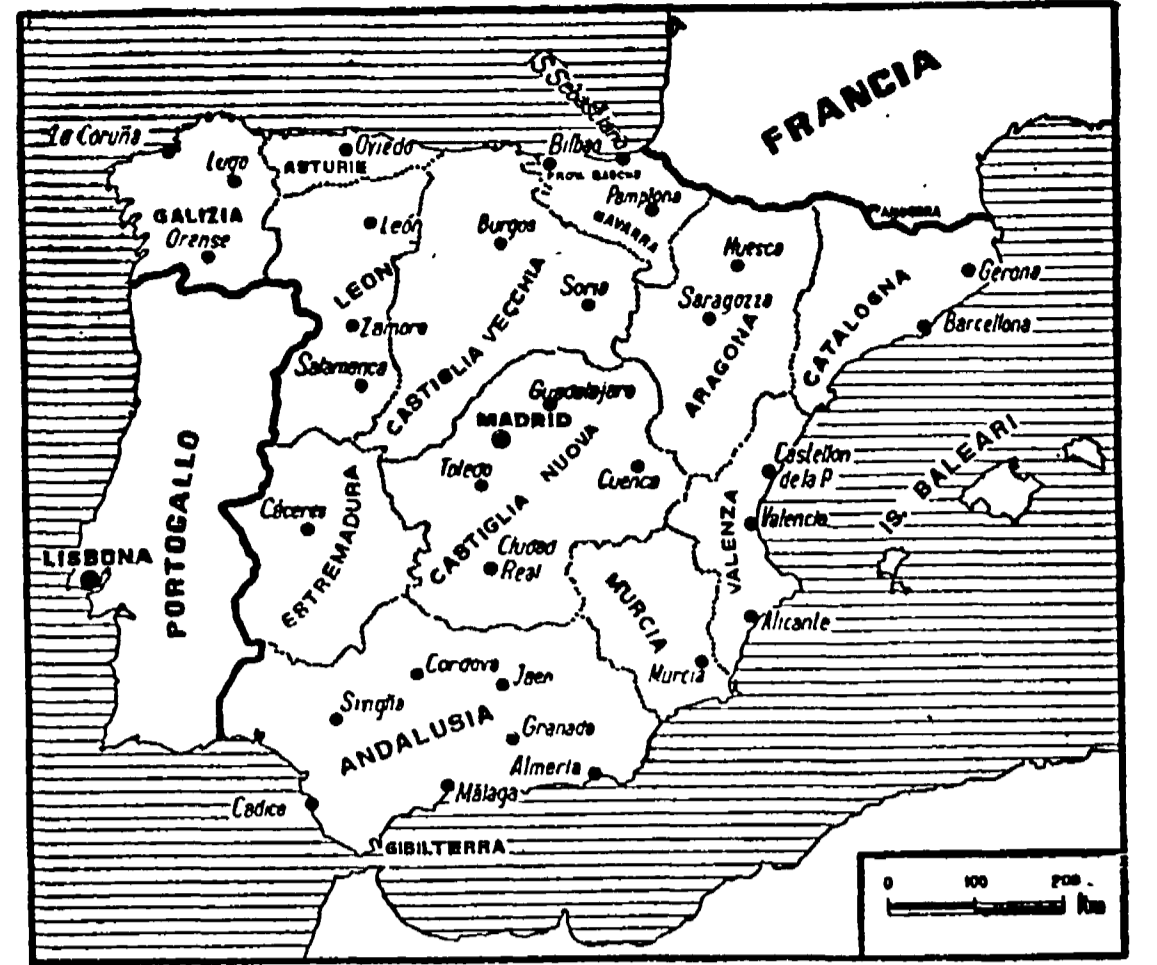 FRANCIA
S. Sebastiano
La Coruña
Oviedo
Bilbao
Lugo
ASTURIE
PROV. BASCHE
Pamplona
ANDORRA
GALIZIA
León
Burgos
NAVARRA
Huesca
Orense
Gerona
LEON
Soria
Saragozza
CATALOGNA
Zamora
CASTIGLIA VECCHIA
ARAGONA
Barcellona
Salamanca
Guadalajara
MADRID
PORTOGALLO
Toledo
NUOVA
Cuenca
Castellon
de la P.
IS. BALEARI
Cáceres
ESTREMADURA
CASTIGLIA
VALENZA
Valencia
LISBONA
Ciudad
Real
MURCIA
Alicante
Cordova
Jaen
Murcia
ANDALUSIA
Granada
Almeria
Málaga
Cadice
GIBILTERRA
0 100 200
Km